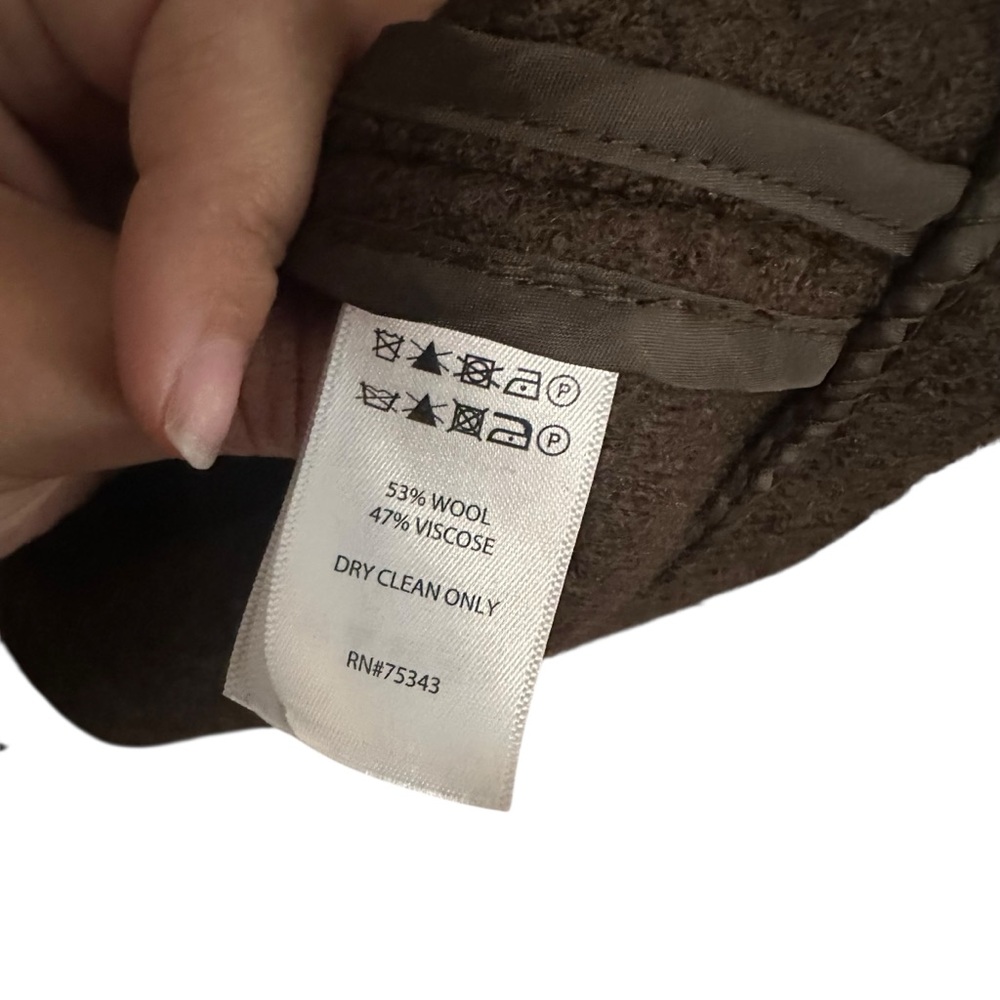 P
P
53% WOOL
47% VISCOSE
DRY CLEAN ONLY
RN#75343